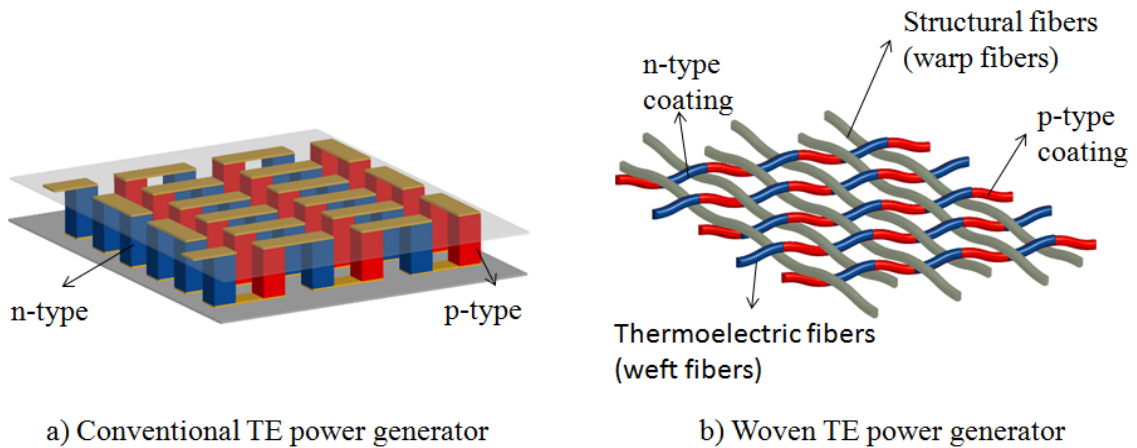 Structural fibers
(warp fibers)
n-type
coating
p-type
coating
n-type
p-type
Thermoelectric fibers
(weft fibers)
a) Conventional TE power generator
b) Woven TE power generator